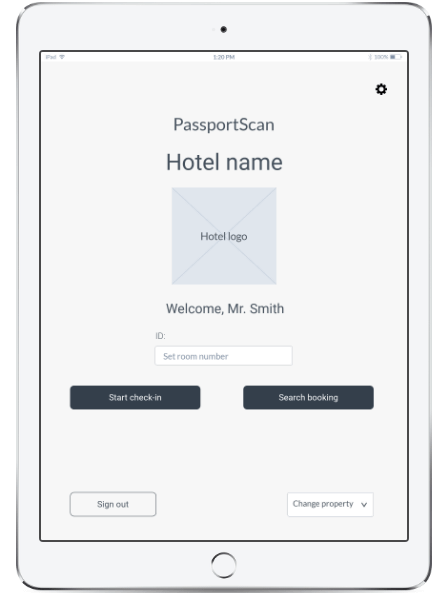 iPad
1:20 PM
100%
PassportScan
Hotel name
Hotel logo
Welcome, Mr. Smith
ID:
Set room number
Start check-in
Search booking
Sign out
Change property